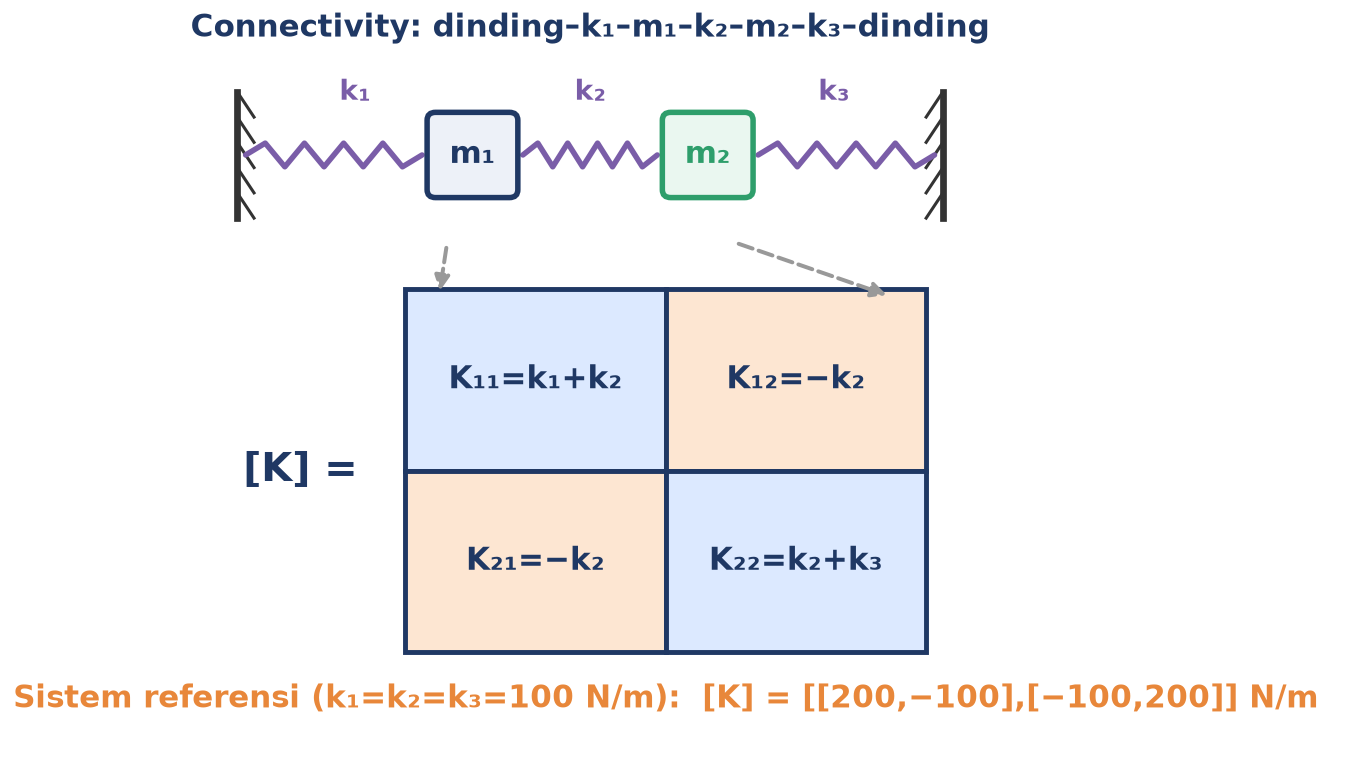 Connectivity: dinding–k₁–m₁–k₂–m₂–k₃–dinding
k₁ k₂ k₃
m₁ m₂
K₁₁=k₁+k₂ K₁₂=−k₂
[K] =
K₂₁=−k₂ K₂₂=k₂+k₃
Sistem referensi (k₁=k₂=k₃=100 N/m): [K] = [[200,−100],[−100,200]] N/m